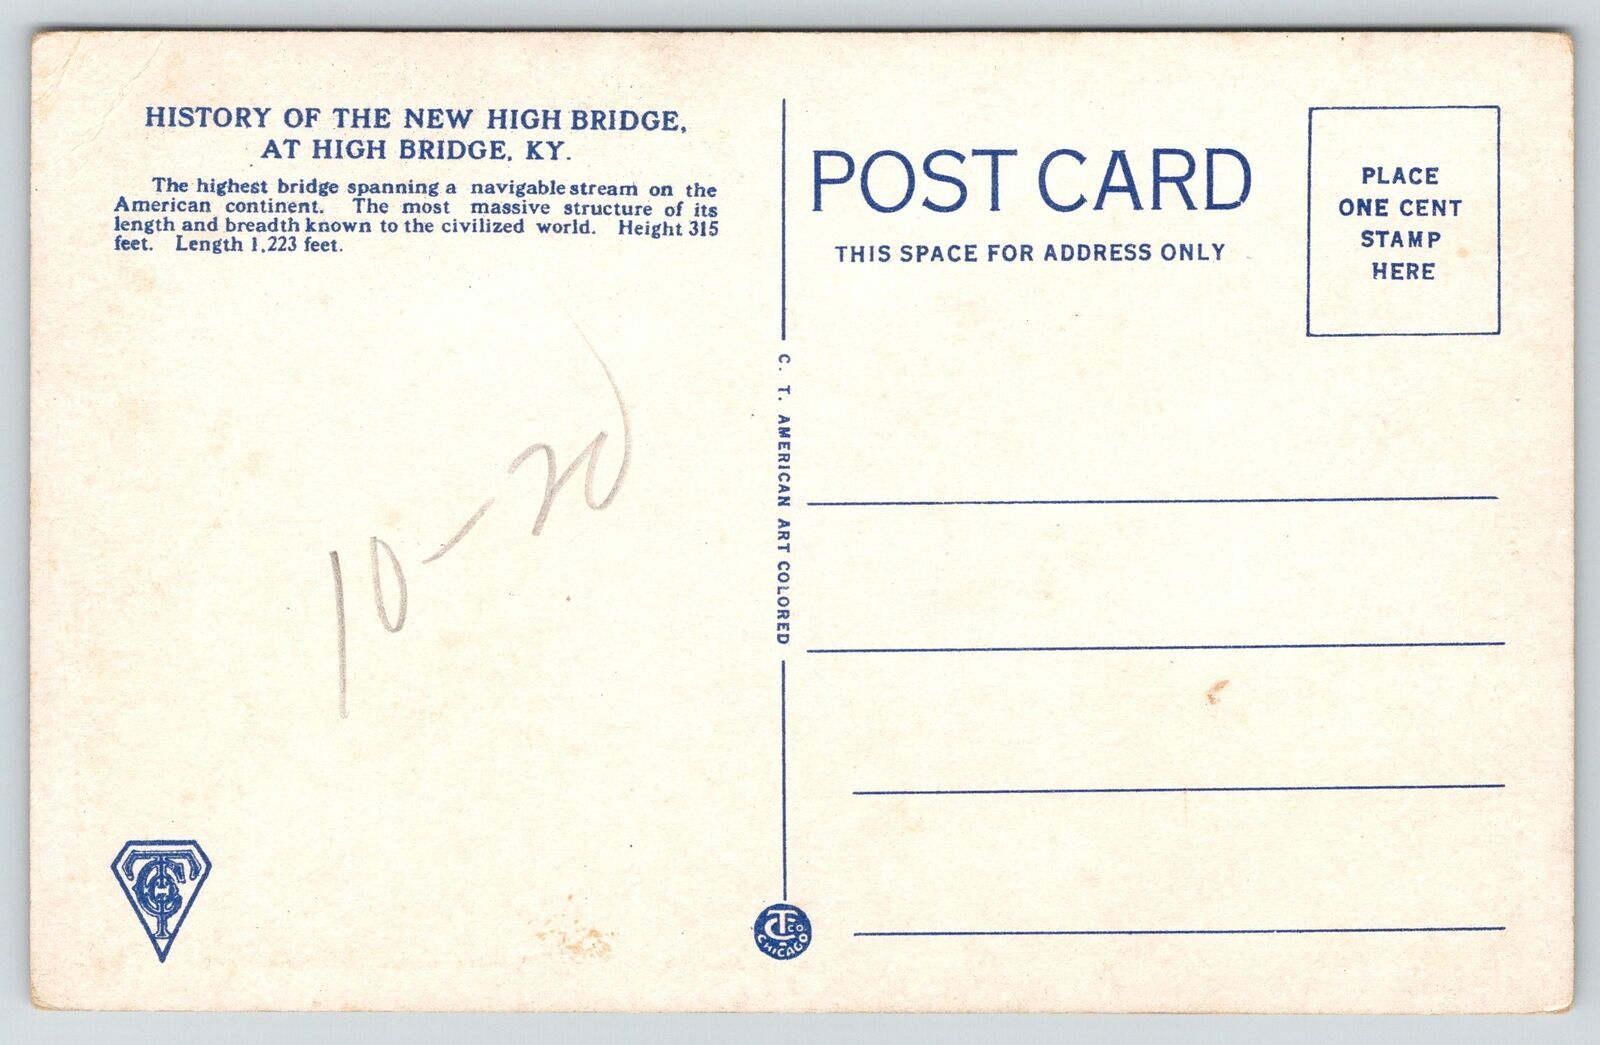 HISTORY OF THE NEW HIGH BRIDGE,
AT HIGH BRIDGE, KY.
The highest bridge spanning a navigable stream on the
American continent. The most massive structure of its
length and breadth known to the civilized world. Height 315
feet. Length 1,223 feet.
10-20
C. T. AMERICAN ART COLORED
CT CO
CHICAGO
POST CARD
THIS SPACE FOR ADDRESS ONLY
PLACE
ONE CENT
STAMP
HERE